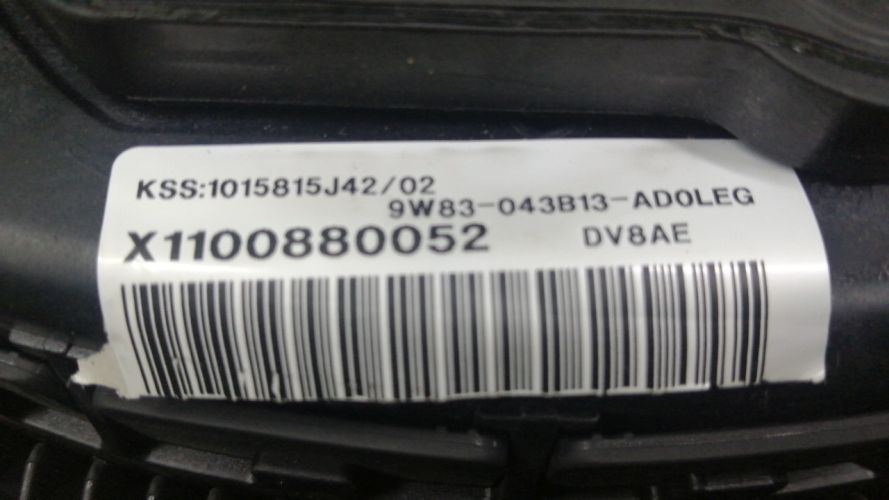 KSS:1015815J42/02
9W83-043B13-AD0LEG
X1100880052 DV8AE